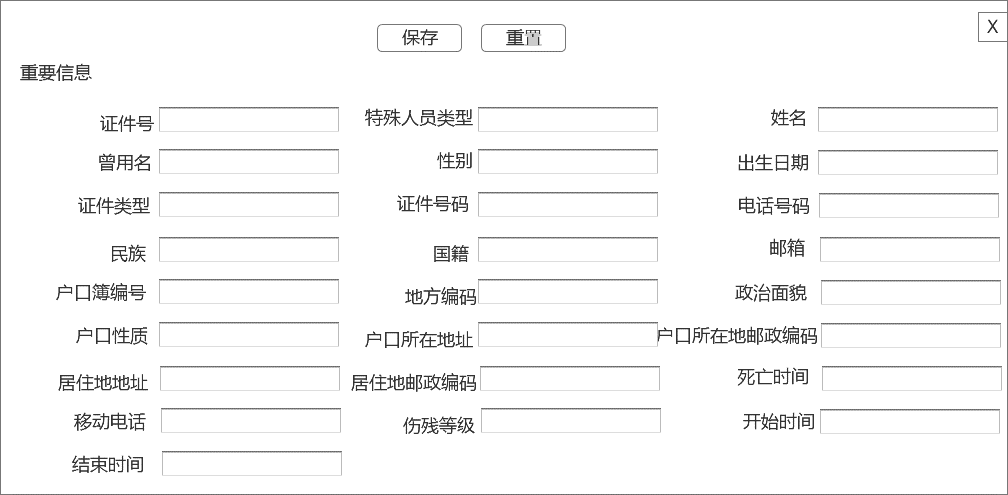 保存 重置 X
重要信息
证件号 特殊人员类型 姓名
曾用名 性别 出生日期
证件类型 证件号码 电话号码
民族 国籍 邮箱
户口簿编号 地方编码 政治面貌
户口性质 户口所在地址 户口所在地邮政编码
居住地地址 居住地邮政编码 死亡时间
移动电话 伤残等级 开始时间
结束时间